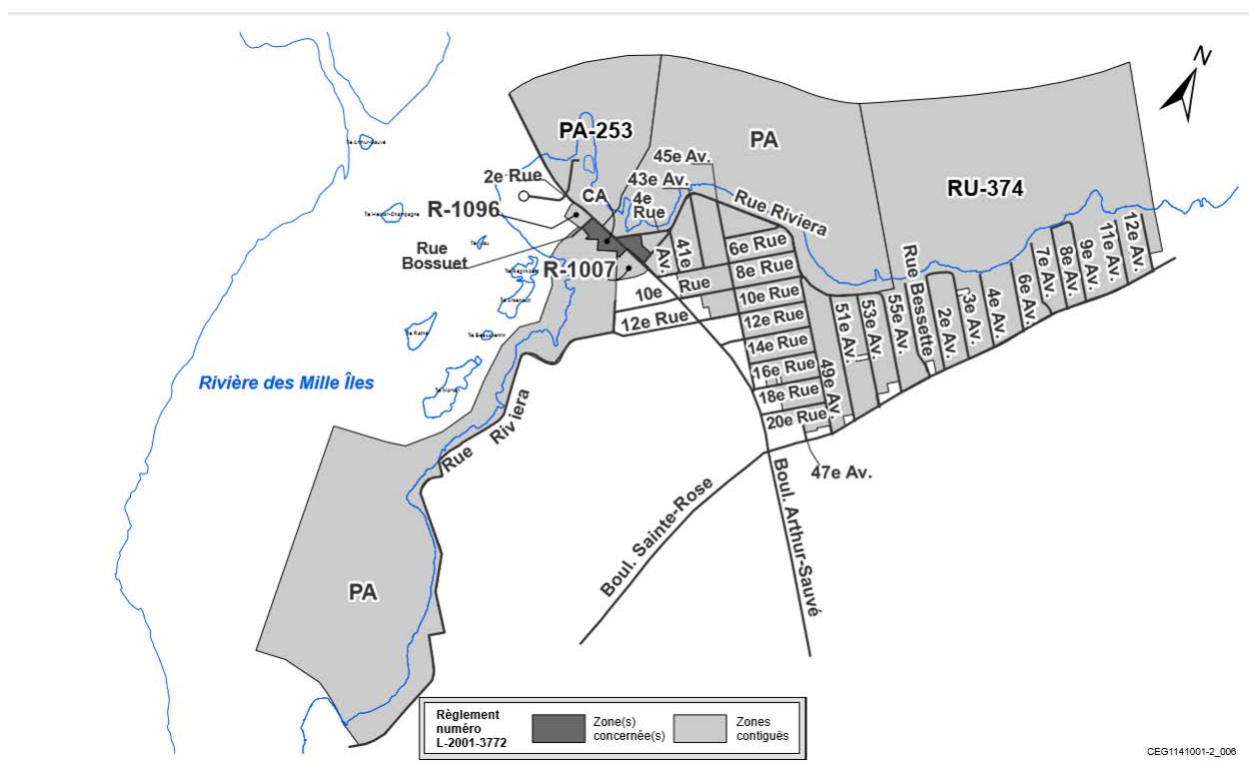 N
PA-253
PA
RU-374
45e Av.
43e Av.
2e Rue
CA
4e
Rue
R-1096
Rue
Bossuet
R-1007
Rue Riviera
41e
Av.
6e Rue
8e Rue
10e Rue
10e Rue
12e Rue
12e Rue
14e Rue
16e Rue
18e Rue
20e Rue
49e Av.
51e Av.
53e Av.
55e Av.
Rue Bessette
2e Av.
3e Av.
4e Av.
6e Av.
7e Av.
8e Av.
9e Av.
11e Av.
12e Av.
47e Av.
Rivière des Mille Îles
Rue Riviera
Boul. Sainte-Rose
Boul. Arthur-Sauvé
PA
Règlement
numéro
L-2001-3772
Zone(s)
concernée(s)
Zones
contiguës
CEG1141001-2_006